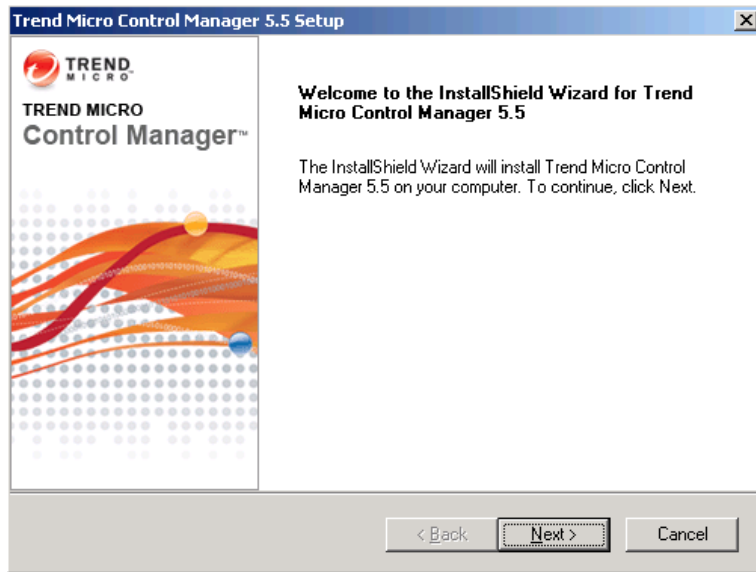 Trend Micro Control Manager 5.5 Setup
TREND
MICRO
TREND MICRO
Control Manager™
Welcome to the InstallShield Wizard for Trend
Micro Control Manager 5.5
The InstallShield Wizard will install Trend Micro Control
Manager 5.5 on your computer. To continue, click Next.
< Back
Next >
Cancel